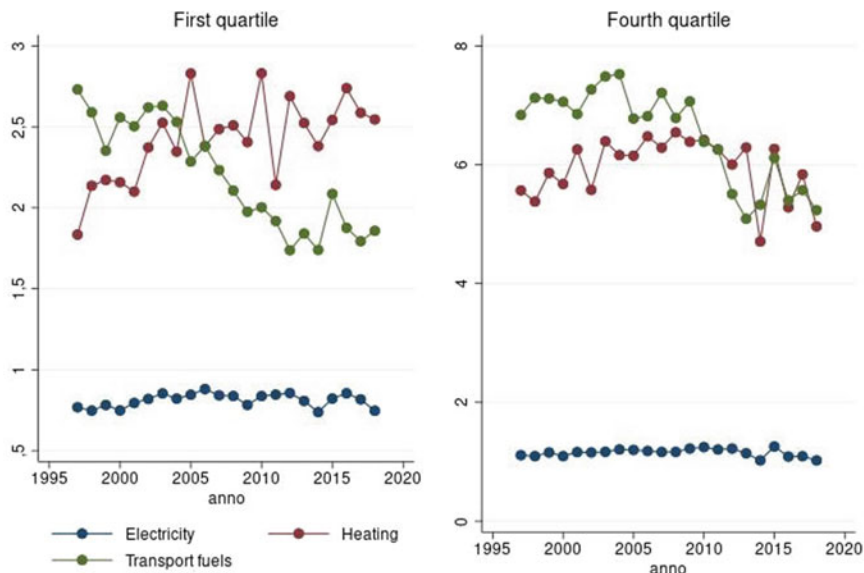 First quartile
3
2,5
2
1,5
1
,5
1995 2000 2005 2010 2015 2020
anno
Fourth quartile
8
6
4
2
0
1995 2000 2005 2010 2015 2020
anno
Electricity Heating
Transport fuels